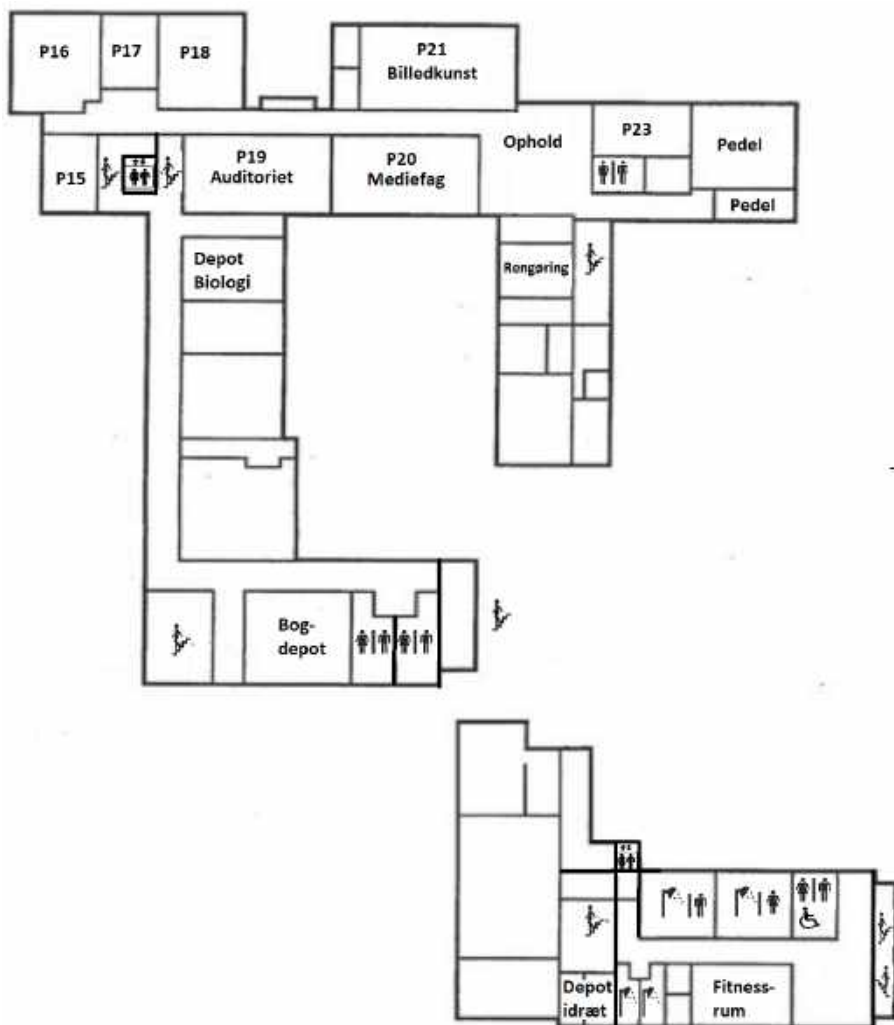 P16
P17
P18
P21
Billedkunst
Ophold
P23
Pedel
P15
P19
Auditoriet
P20
Mediefag
Pedel
Depot
Biologi
Rengøring
Bog-
depot
Depot
idræt
Fitness-
rum